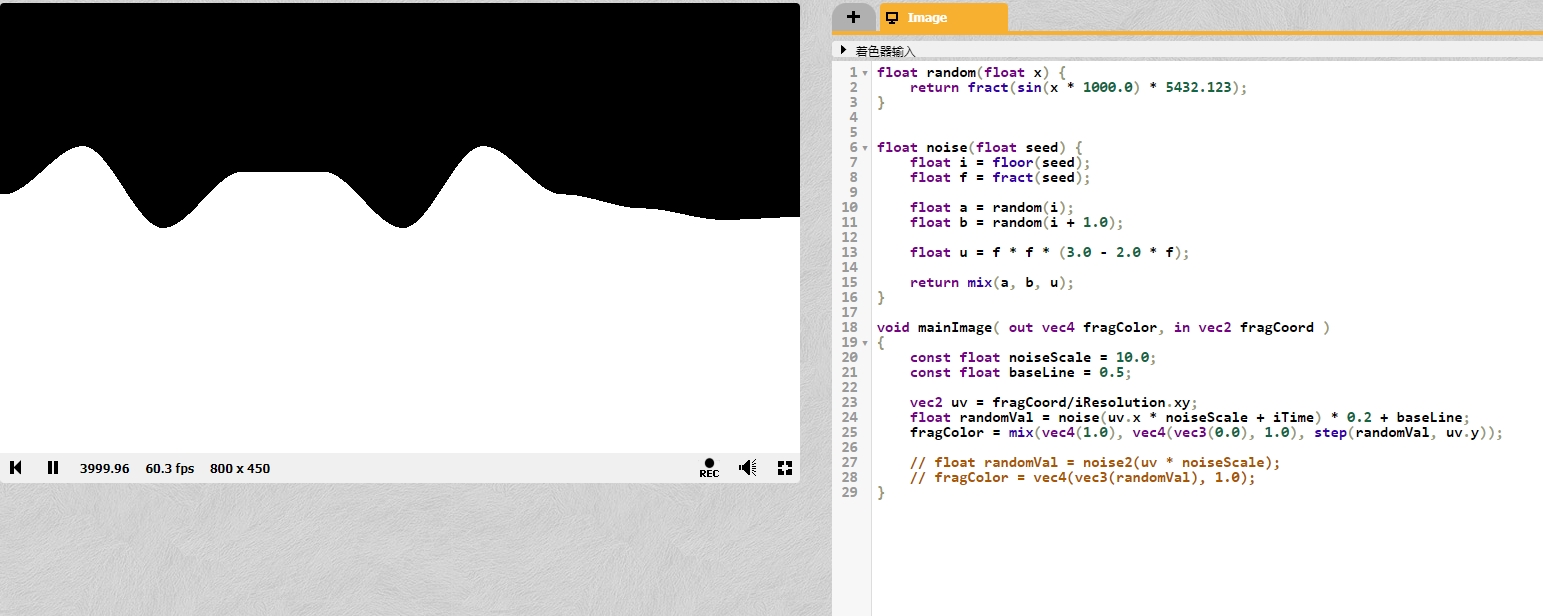 + Image
着色器输入
1 float random(float x) {
2     return fract(sin(x * 1000.0) * 5432.123);
3 }
4
5
6 float noise(float seed) {
7     float i = floor(seed);
8     float f = fract(seed);
9
10     float a = random(i);
11     float b = random(i + 1.0);
12
13     float u = f * f * (3.0 - 2.0 * f);
14
15     return mix(a, b, u);
16 }
17
18 void mainImage( out vec4 fragColor, in vec2 fragCoord )
19 {
20     const float noiseScale = 10.0;
21     const float baseLine = 0.5;
22
23     vec2 uv = fragCoord/iResolution.xy;
24     float randomVal = noise(uv.x * noiseScale + iTime) * 0.2 + baseLine;
25     fragColor = mix(vec4(1.0), vec4(vec3(0.0), 1.0), step(randomVal, uv.y));
26
27     // float randomVal = noise2(uv * noiseScale);
28     // fragColor = vec4(vec3(randomVal), 1.0);
29 }
3999.96 60.3 fps 800 x 450 REC